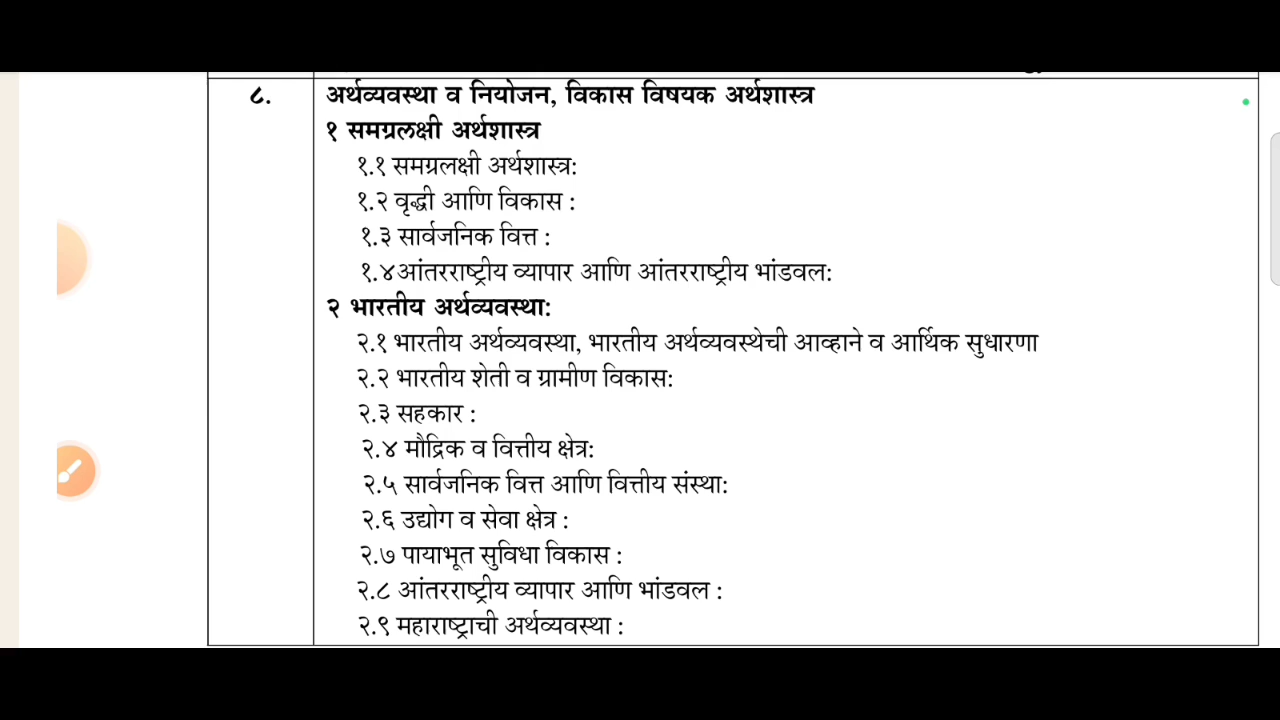 ८. अर्थव्यवस्था व नियोजन, विकास विषयक अर्थशास्त्र
१ समग्रलक्षी अर्थशास्त्र
१.१ समग्रलक्षी अर्थशास्त्र:
१.२ वृद्धी आणि विकास :
१.३ सार्वजनिक वित्त :
१.४आंतरराष्ट्रीय व्यापार आणि आंतरराष्ट्रीय भांडवल:
२ भारतीय अर्थव्यवस्था:
२.१ भारतीय अर्थव्यवस्था, भारतीय अर्थव्यवस्थेची आव्हाने व आर्थिक सुधारणा
२.२ भारतीय शेती व ग्रामीण विकास:
२.३ सहकार :
२.४ मौद्रिक व वित्तीय क्षेत्र:
२.५ सार्वजनिक वित्त आणि वित्तीय संस्था:
२.६ उद्योग व सेवा क्षेत्र :
२.७ पायाभूत सुविधा विकास :
२.८ आंतरराष्ट्रीय व्यापार आणि भांडवल :
२.९ महाराष्ट्राची अर्थव्यवस्था :